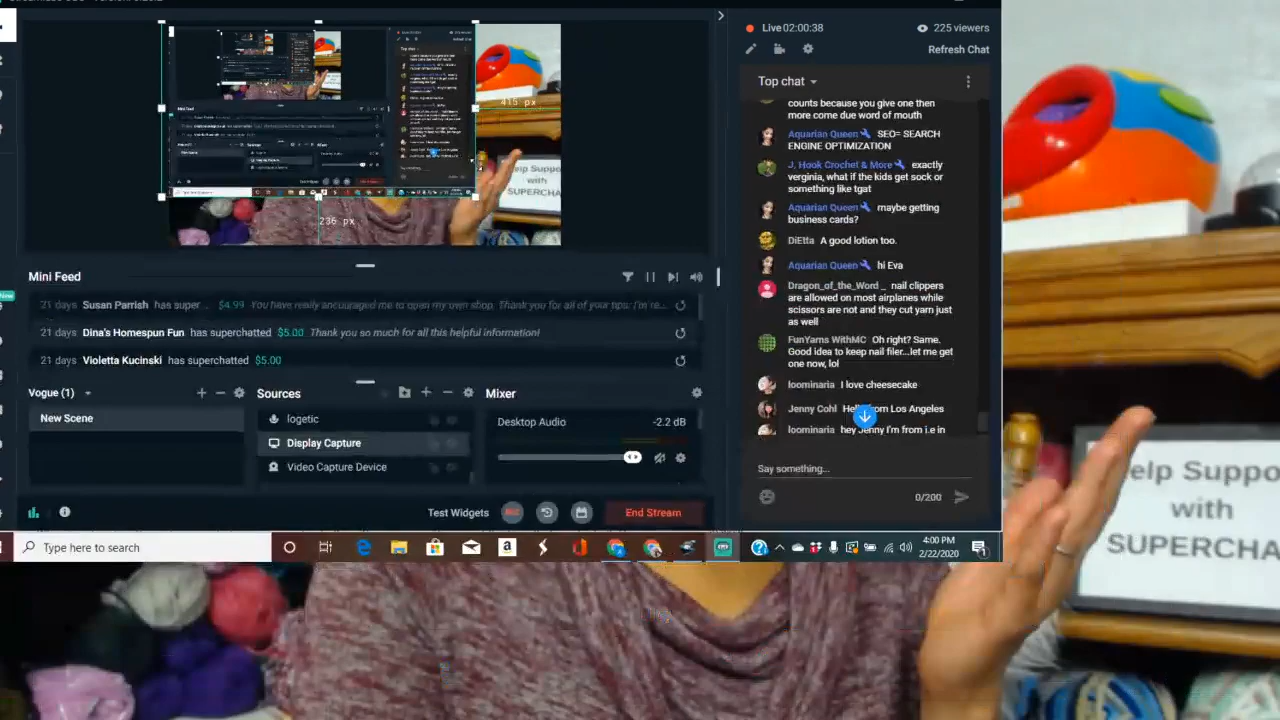 Live 02:00:38
225 viewers
Refresh Chat
Top chat
counts because you give one then
more come due word of mouth
Aquarian Queen SEO= SEARCH
ENGINE OPTIMIZATION
J, Hook Crochet & More exactly
verginia, what if the kids get sock or
something like tgat
Aquarian Queen maybe getting
business cards?
DiEtta A good lotion too.
Aquarian Queen hi Eva
Dragon_of_the_Word _ nail clippers
are allowed on most airplanes while
scissors are not and they cut yarn just
as well
FunYarns WithMC Oh right? Same.
Good idea to keep nail filer...let me get
one now, lol
loominaria I love cheesecake
Jenny Cohl Hello from Los Angeles
loominaria hey Jenny I'm from i.e in
Say something...
0/200
415 px
236 px
Mini Feed
New
21 days Susan Parrish has super ... $4.99 You have really encouraged me to open my own shop. Thank you for all of your tips. I'm re...
21 days Dina's Homespun Fun has superchatted $5.00 Thank you so much for all this helpful information!
21 days Violetta Kucinski has superchatted $5.00
Vogue (1)
Sources
Mixer
New Scene
logetic
Display Capture
Video Capture Device
Desktop Audio
-2.2 dB
Test Widgets
REC
End Stream
Type here to search
4:00 PM
2/22/2020
elp Suppo
with
SUPERCHA